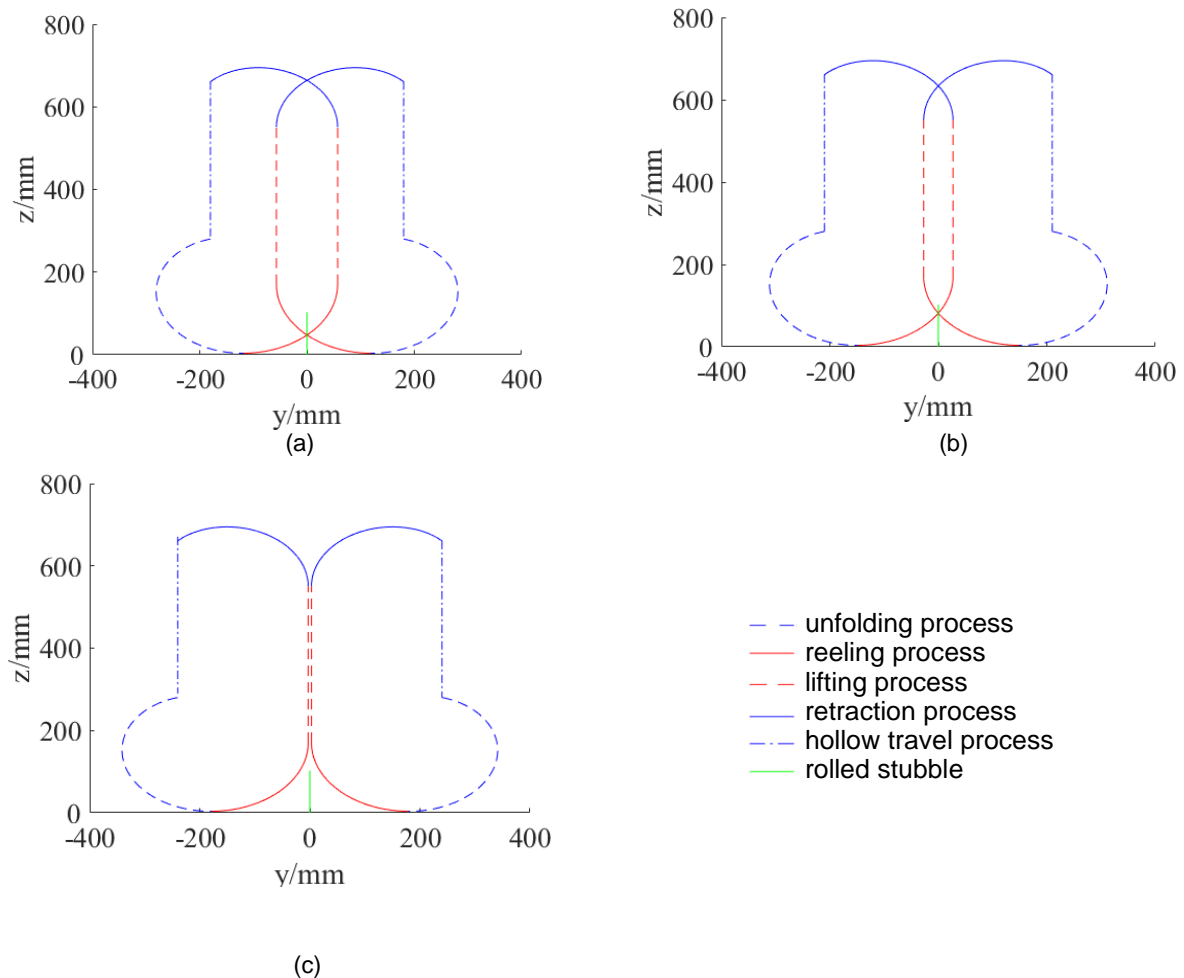 800
600
400
200
0
z/mm
-400 -200 0 200 400
y/mm
(a)
800
600
400
200
0
z/mm
-400 -200 0 200 400
y/mm
(b)
800
600
400
200
0
z/mm
-400 -200 0 200 400
y/mm
(c)
unfolding process
reeling process
lifting process
retraction process
hollow travel process
rolled stubble